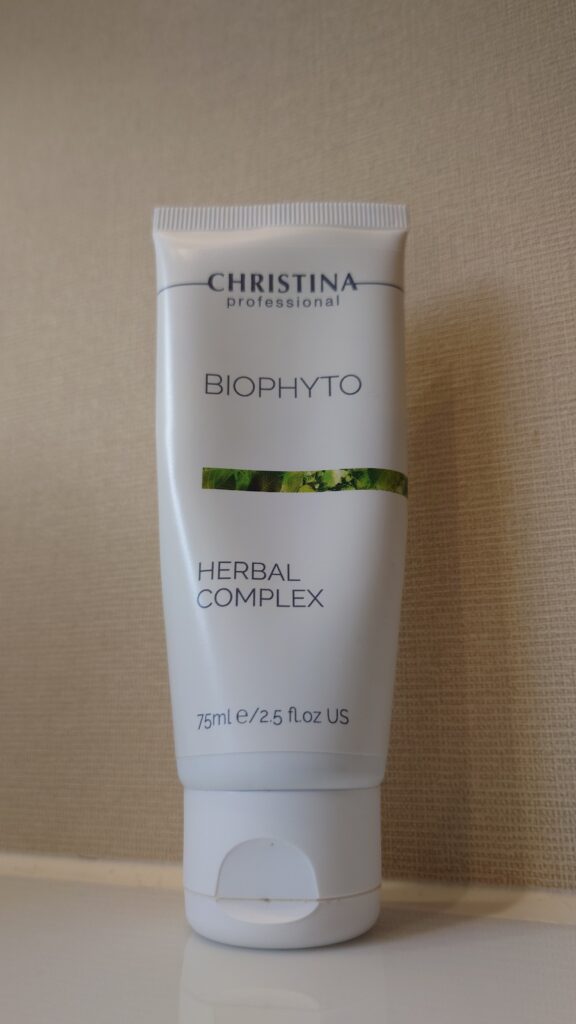 CHRISTINA
professional
BIOPHYTO
HERBAL
COMPLEX
75ml e/2.5 fl.oz US